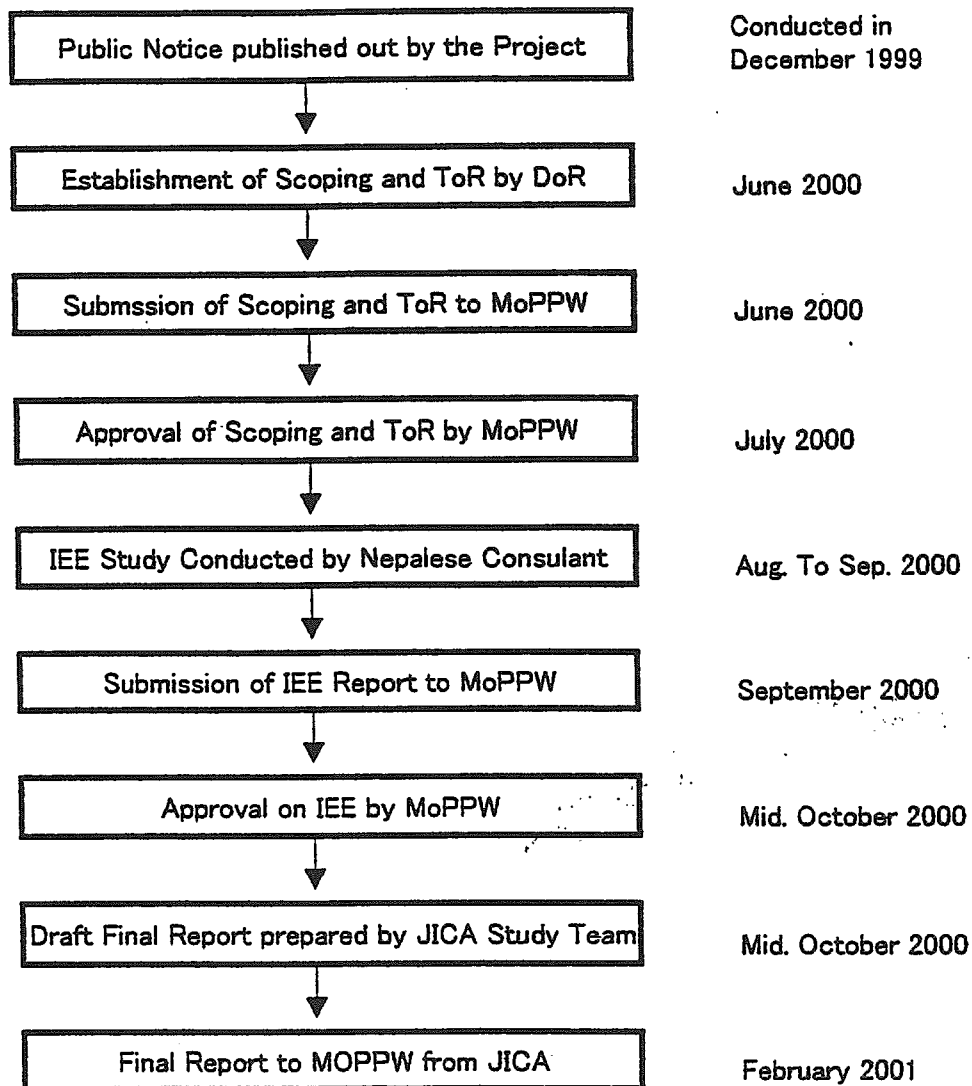 Public Notice published out by the Project
Conducted in
December 1999
Establishment of Scoping and ToR by DoR
June 2000
Submssion of Scoping and ToR to MoPPW
June 2000
Approval of Scoping and ToR by MoPPW
July 2000
IEE Study Conducted by Nepalese Consulant
Aug. To Sep. 2000
Submission of IEE Report to MoPPW
September 2000
Approval on IEE by MoPPW
Mid. October 2000
Draft Final Report prepared by JICA Study Team
Mid. October 2000
Final Report to MOPPW from JICA
February 2001